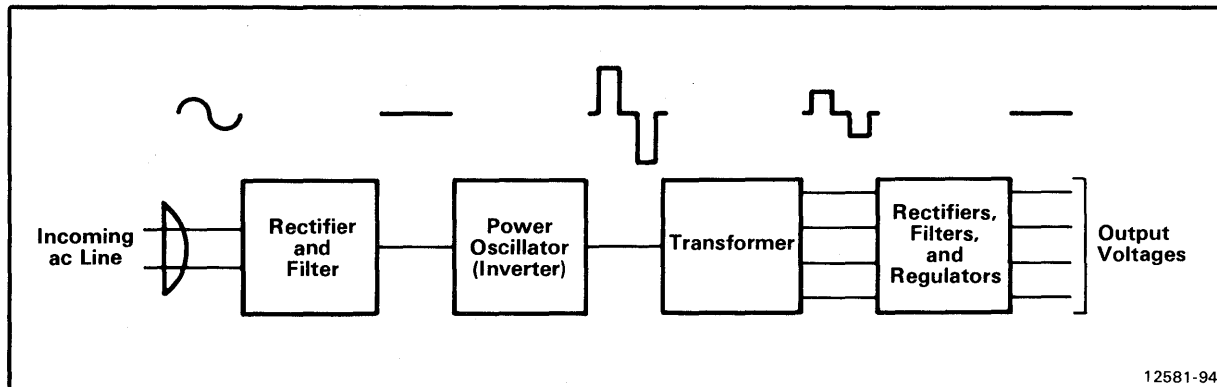 Incoming
ac Line
Rectifier
and
Filter
Power
Oscillator
(Inverter)
Transformer
Rectifiers,
Filters,
and
Regulators
Output
Voltages
12581-94